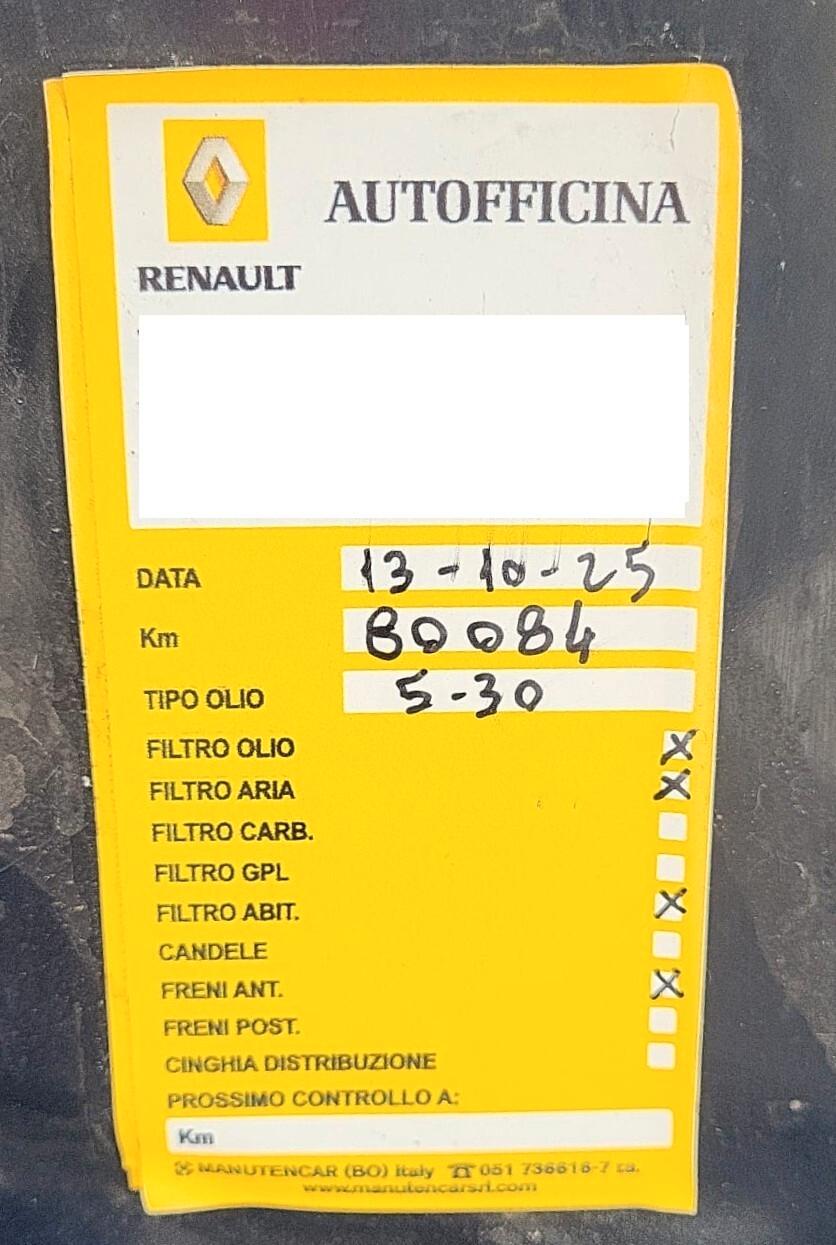 AUTOFFICINA
RENAULT
DATA 13-10-25
Km 80084
TIPO OLIO 5-30
FILTRO OLIO X
FILTRO ARIA X
FILTRO CARB.
FILTRO GPL
FILTRO ABIT. X
CANDELE
FRENI ANT. X
FRENI POST.
CINGHIA DISTRIBUZIONE
PROSSIMO CONTROLLO A:
Km
MANUTENCAR (BO) Italy ☎ 051 736616-7 r.a.
www.manutencarsrl.com